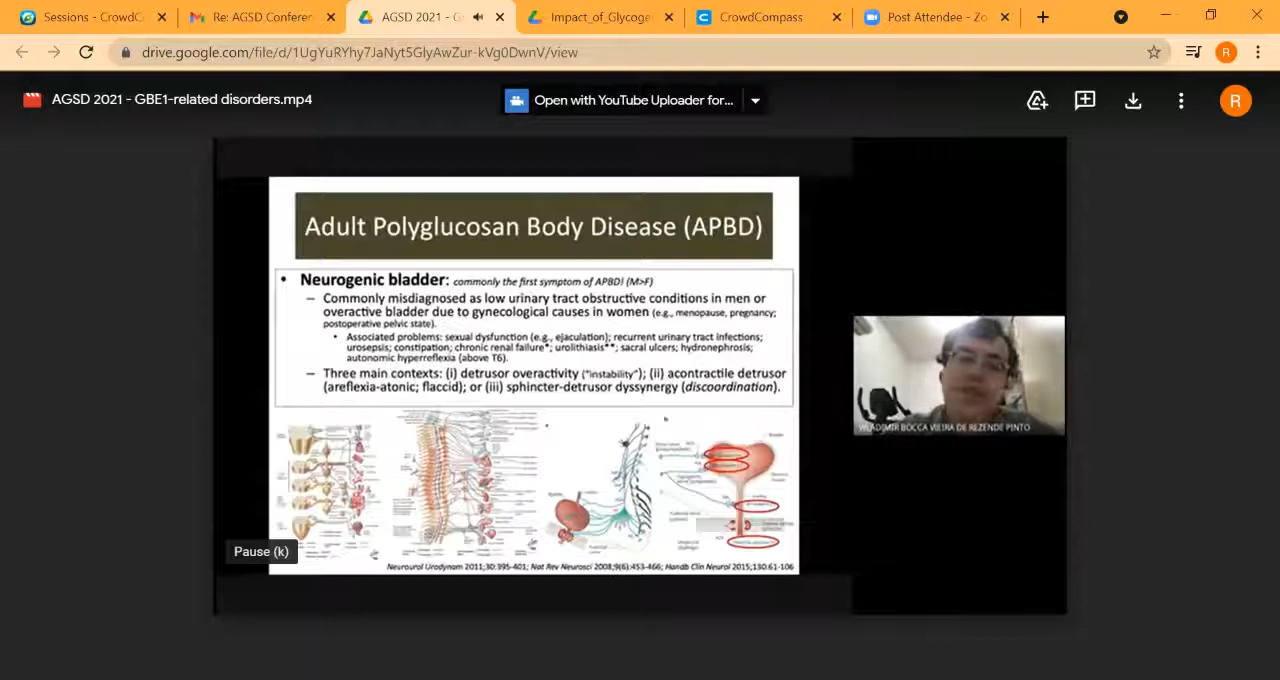 Sessions - CrowdC
Re: AGSD Conferen
AGSD 2021 - G
Impact_of_Glycoge
CrowdCompass
Post Attendee - Zo
drive.google.com/file/d/1UgYuRYhy7JaNyt5GlyAwZur-kVg0DwnV/view
R
AGSD 2021 - GBE1-related disorders.mp4
Open with YouTube Uploader for...
R
Adult Polyglucosan Body Disease (APBD)
• Neurogenic bladder: commonly the first symptom of APBD! (M>F)
– Commonly misdiagnosed as low urinary tract obstructive conditions in men or
overactive bladder due to gynecological causes in women (e.g., menopause, pregnancy;
postoperative pelvic state).
• Associated problems: sexual dysfunction (e.g., ejaculation); recurrent urinary tract infections;
urosepsis; constipation; chronic renal failure*; urolithiasis**; sacral ulcers; hydronephrosis;
autonomic hyperreflexia (above T6).
– Three main contexts: (i) detrusor overactivity ("instability"); (ii) acontractile detrusor
(areflexia-atonic; flaccid); or (iii) sphincter-detrusor dyssynergy (discoordination).
WLADIMIR BOCCA VIEIRA DE REZENDE PINTO
Pause (k)
Neurourol Urodynam 2011;30:395-401; Nat Rev Neurosci 2008;9(6):453-466; Handb Clin Neurol 2015;130:61-106